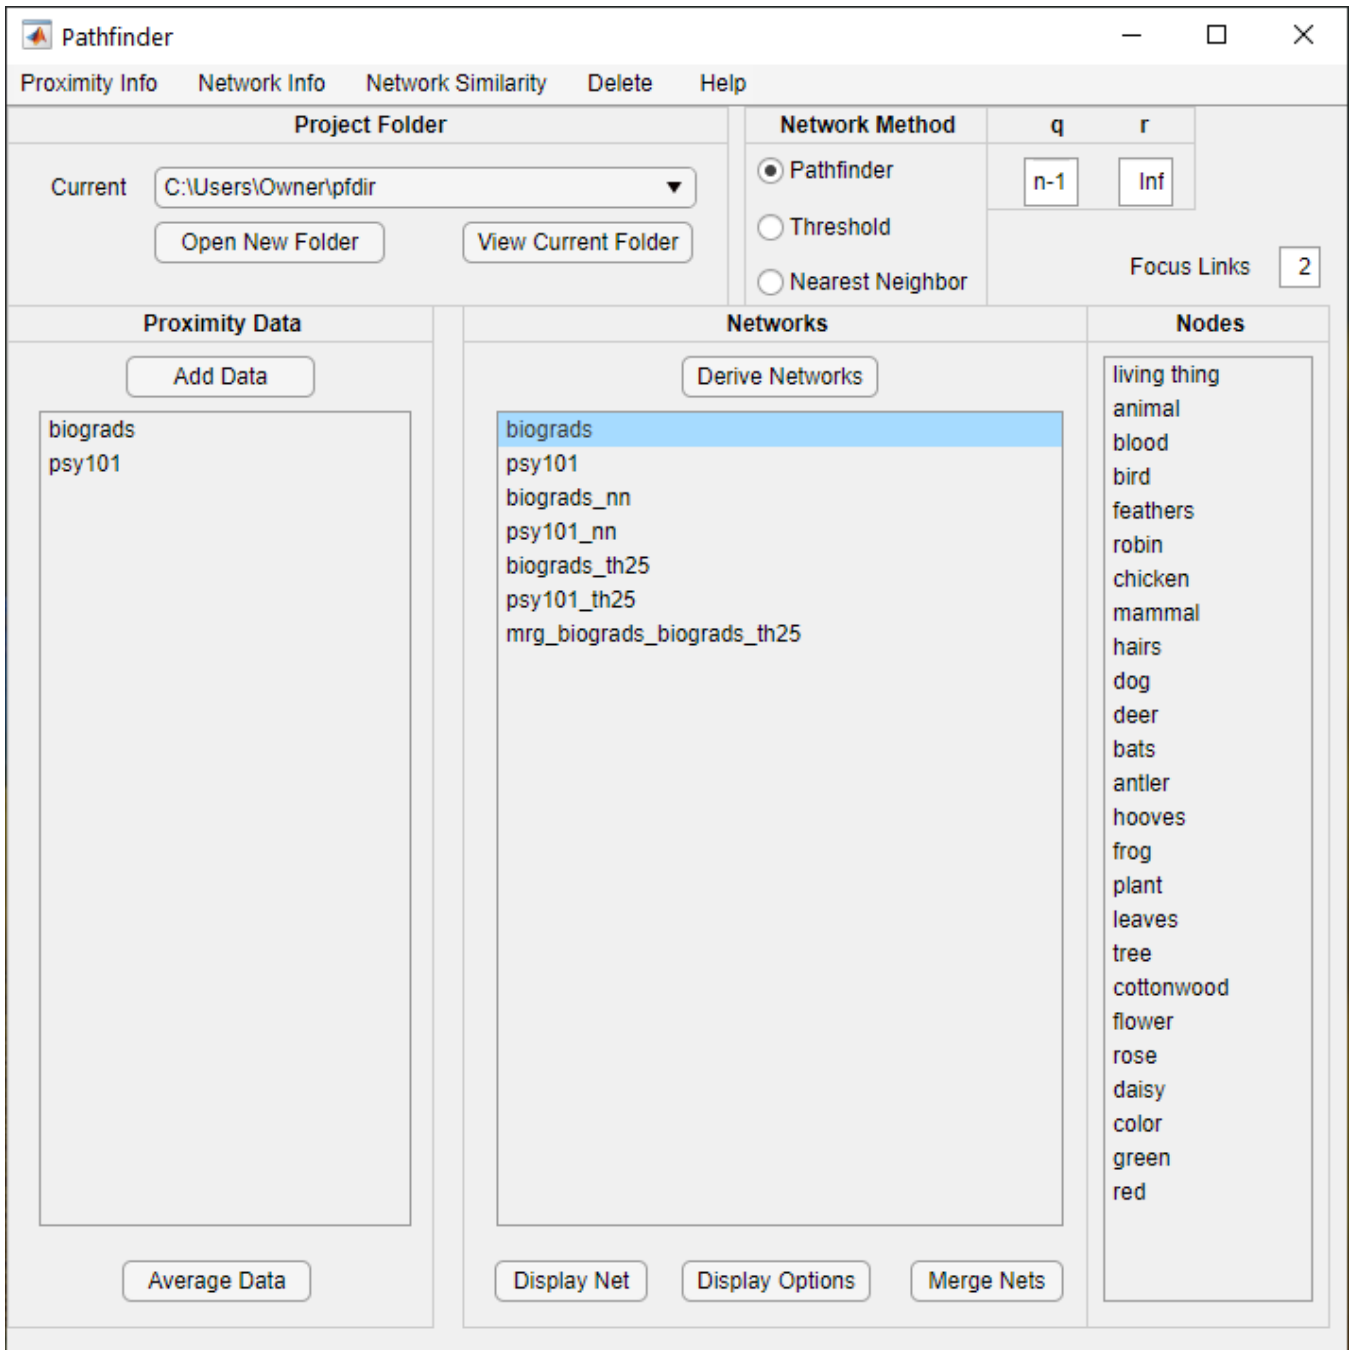 Pathfinder
Proximity Info Network Info Network Similarity Delete Help
Project Folder
Current C:\Users\Owner\pfdir
Open New Folder View Current Folder
Network Method q r
Pathfinder n-1 Inf
Threshold
Nearest Neighbor
Focus Links 2
Proximity Data
Add Data
biograds
psy101
Average Data
Networks
Derive Networks
biograds
psy101
biograds_nn
psy101_nn
biograds_th25
psy101_th25
mrg_biograds_biograds_th25
Display Net Display Options Merge Nets
Nodes
living thing
animal
blood
bird
feathers
robin
chicken
mammal
hairs
dog
deer
bats
antler
hooves
frog
plant
leaves
tree
cottonwood
flower
rose
daisy
color
green
red